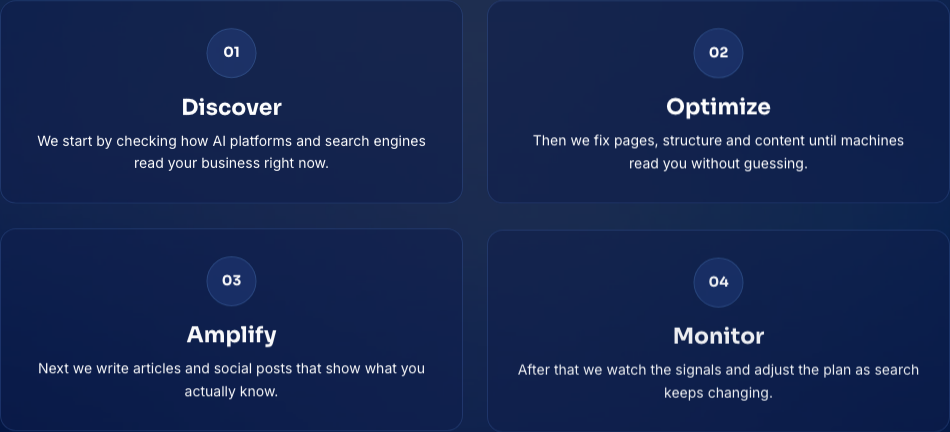 01
Discover
We start by checking how AI platforms and search engines
read your business right now.
02
Optimize
Then we fix pages, structure and content until machines
read you without guessing.
03
Amplify
Next we write articles and social posts that show what you
actually know.
04
Monitor
After that we watch the signals and adjust the plan as search
keeps changing.